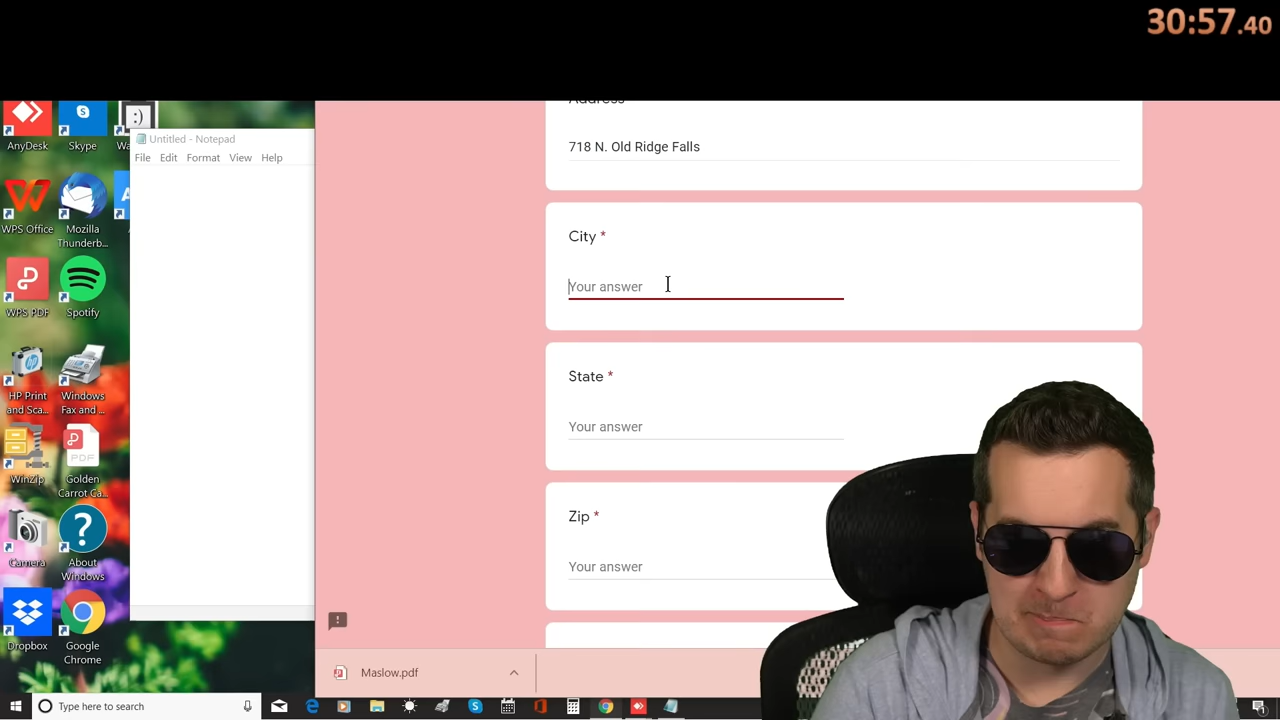 30:57.40
AnyDesk
Skype
Untitled - Notepad
File Edit Format View Help
WPS Office
Mozilla
Thunderb...
WPS PDF
Spotify
HP Print
and Sca...
Windows
Fax and ...
WinZip
PDF
Golden
Carrot Ca...
Camera
?
About
Windows
Dropbox
Google
Chrome
Address
718 N. Old Ridge Falls
City *
Your answer
State *
Your answer
Zip *
Your answer
Maslow.pdf
Type here to search